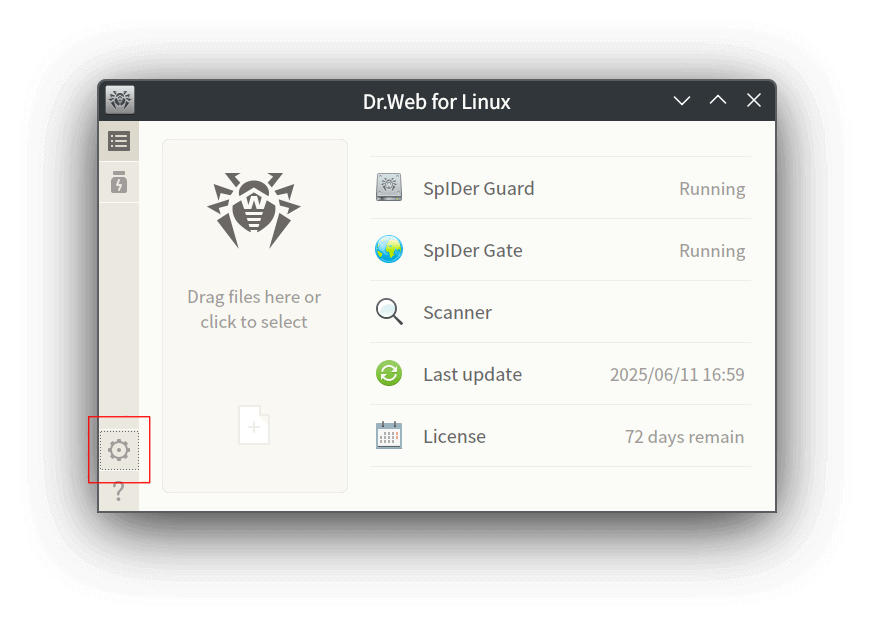 Dr.Web for Linux
Drag files here or
click to select
SpIDer Guard
Running
SpIDer Gate
Running
Scanner
Last update
2025/06/11 16:59
License
72 days remain
?